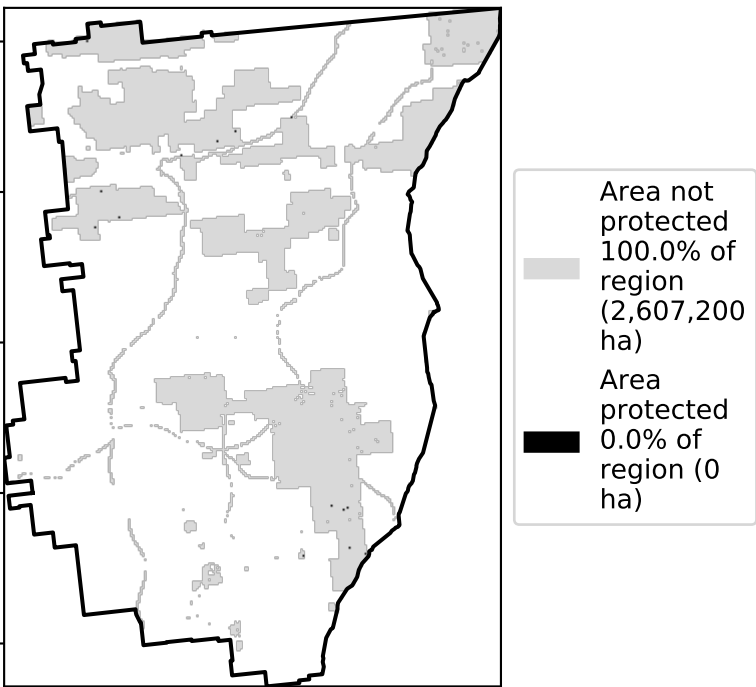 Area not
protected
100.0% of
region
(2,607,200
ha)
Area
protected
0.0% of
region (0
ha)